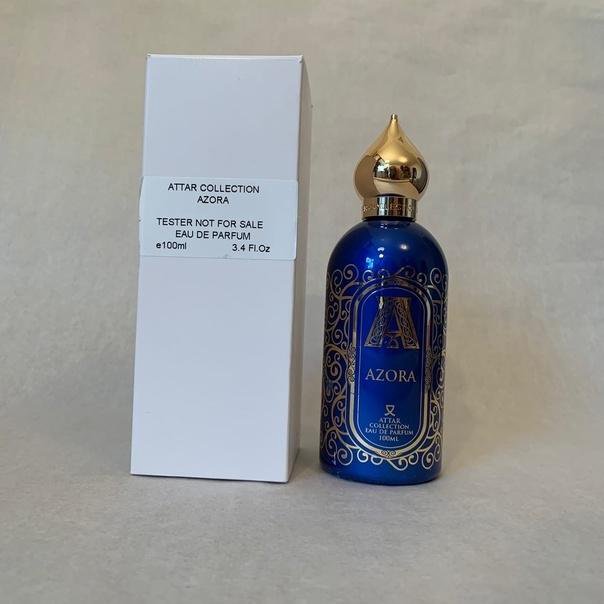 ATTAR COLLECTION
AZORA
TESTER NOT FOR SALE
EAU DE PARFUM
e100ml 3.4 Fl.Oz
A
AZORA
ATTAR
COLLECTION
EAU DE PARFUM
100ML